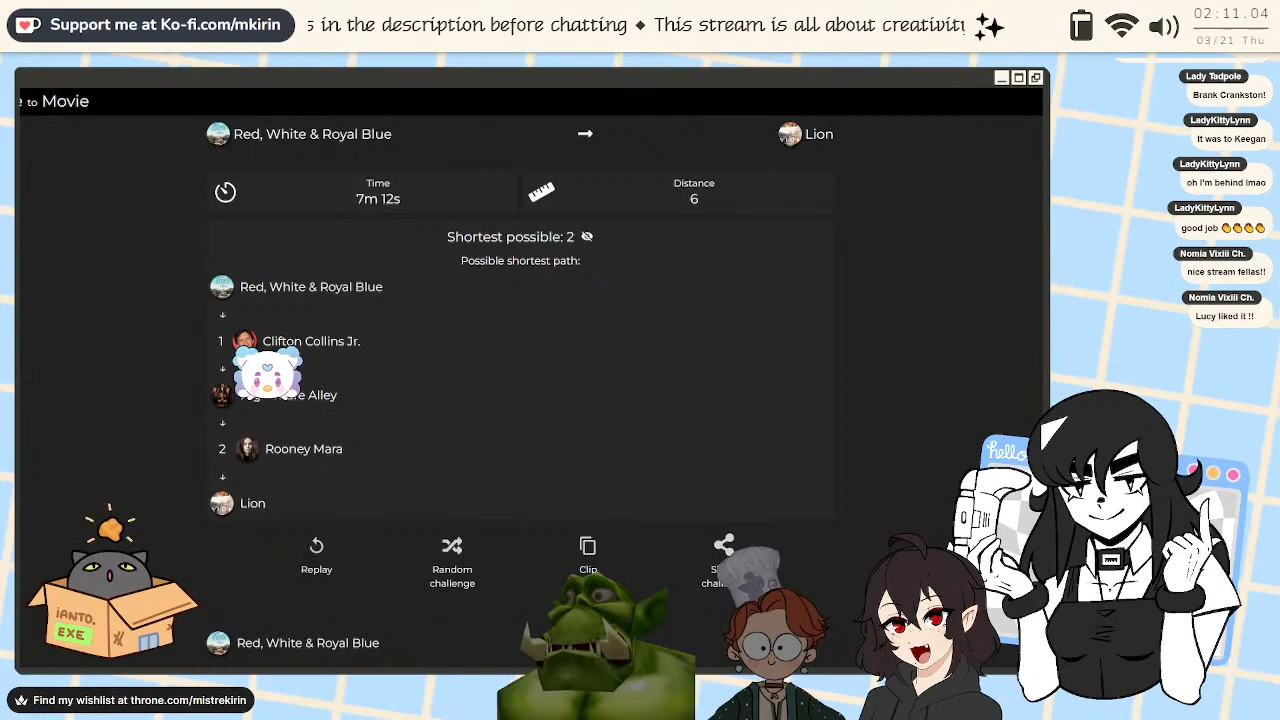 Support me at Ko-fi.com/mkirin
s in the description before chatting ◆ This stream is all about creativity
02:11.04
03/21 Thu
e to Movie
Red, White & Royal Blue → Lion
Time
7m 12s
Distance
6
Shortest possible: 2
Possible shortest path:
Red, White & Royal Blue
↓
1 Clifton Collins Jr.
↓
Alley
↓
2 Rooney Mara
↓
Lion
Replay
Random
challenge
Clip
Red, White & Royal Blue
Lady Tadpole
Brank Crankston!
LadyKittyLynn
It was to Keegan
LadyKittyLynn
oh I'm behind lmao
LadyKittyLynn
good job 👏👏👏👏
Nomia Vixiii Ch.
nice stream fellas!!
Nomia Vixiii Ch.
Lucy liked it !!
hello
iANTO.
EXE
Find my wishlist at throne.com/mistrekirin